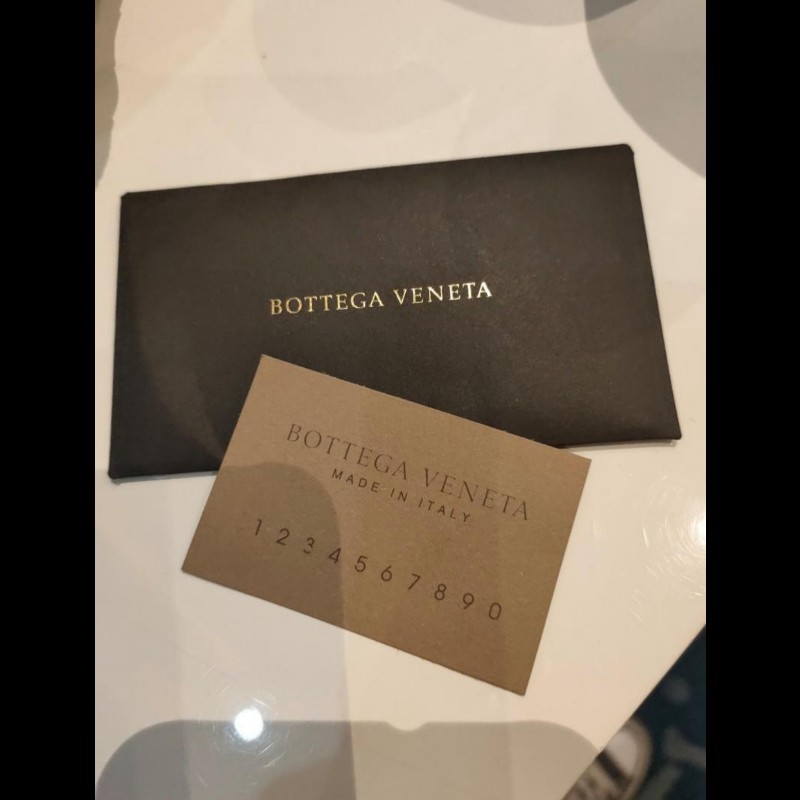 BOTTEGA VENETA
BOTTEGA VENETA
MADE IN ITALY
1 2 3 4 5 6 7 8 9 0